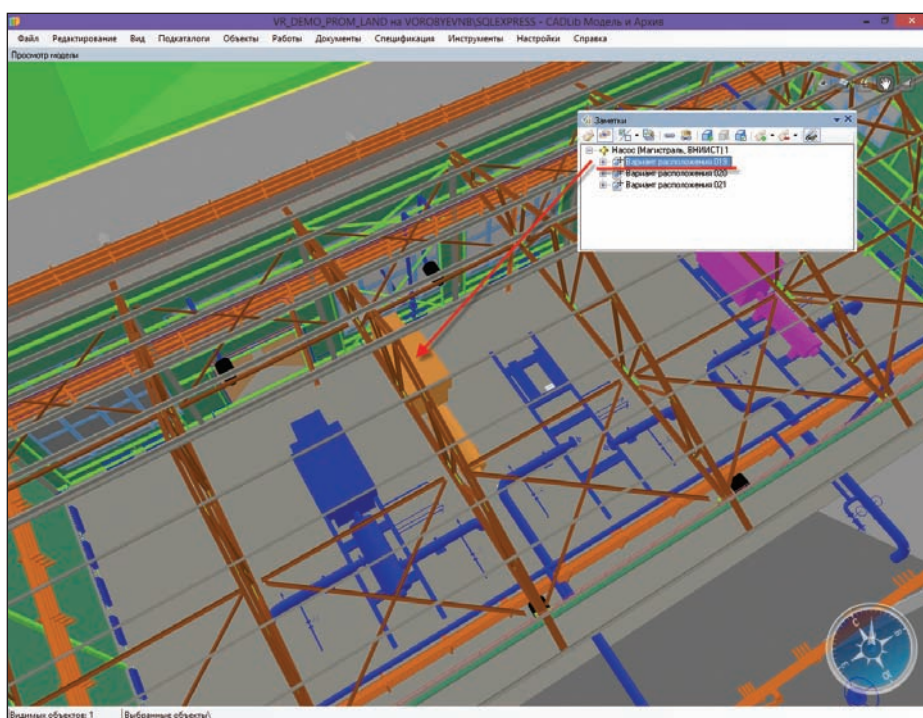 VR_DEMO_PROM_LAND на VOROBYEVNB\SQLEXPRESS - CADLib Модель и Архив
Файл Редактирование Вид Подкаталоги Объекты Работы Документы Спецификация Инструменты Настройки Справка
Просмотр модели
Заметки
Насос (Магистраль, ВНИИСТ) 1
Вариант расположения 019
Вариант расположения 020
Вариант расположения 021
Видимых объектов: 1 Выбранные объекты\